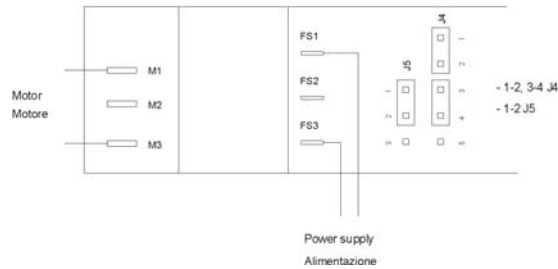 J4
FS1
1
J5
2
M1
Motor
Motore
M2
FS2
1
3
- 1-2, 3-4 J4
2
4
- 1-2 J5
FS3
M3
3
5
Power supply
Alimentazione